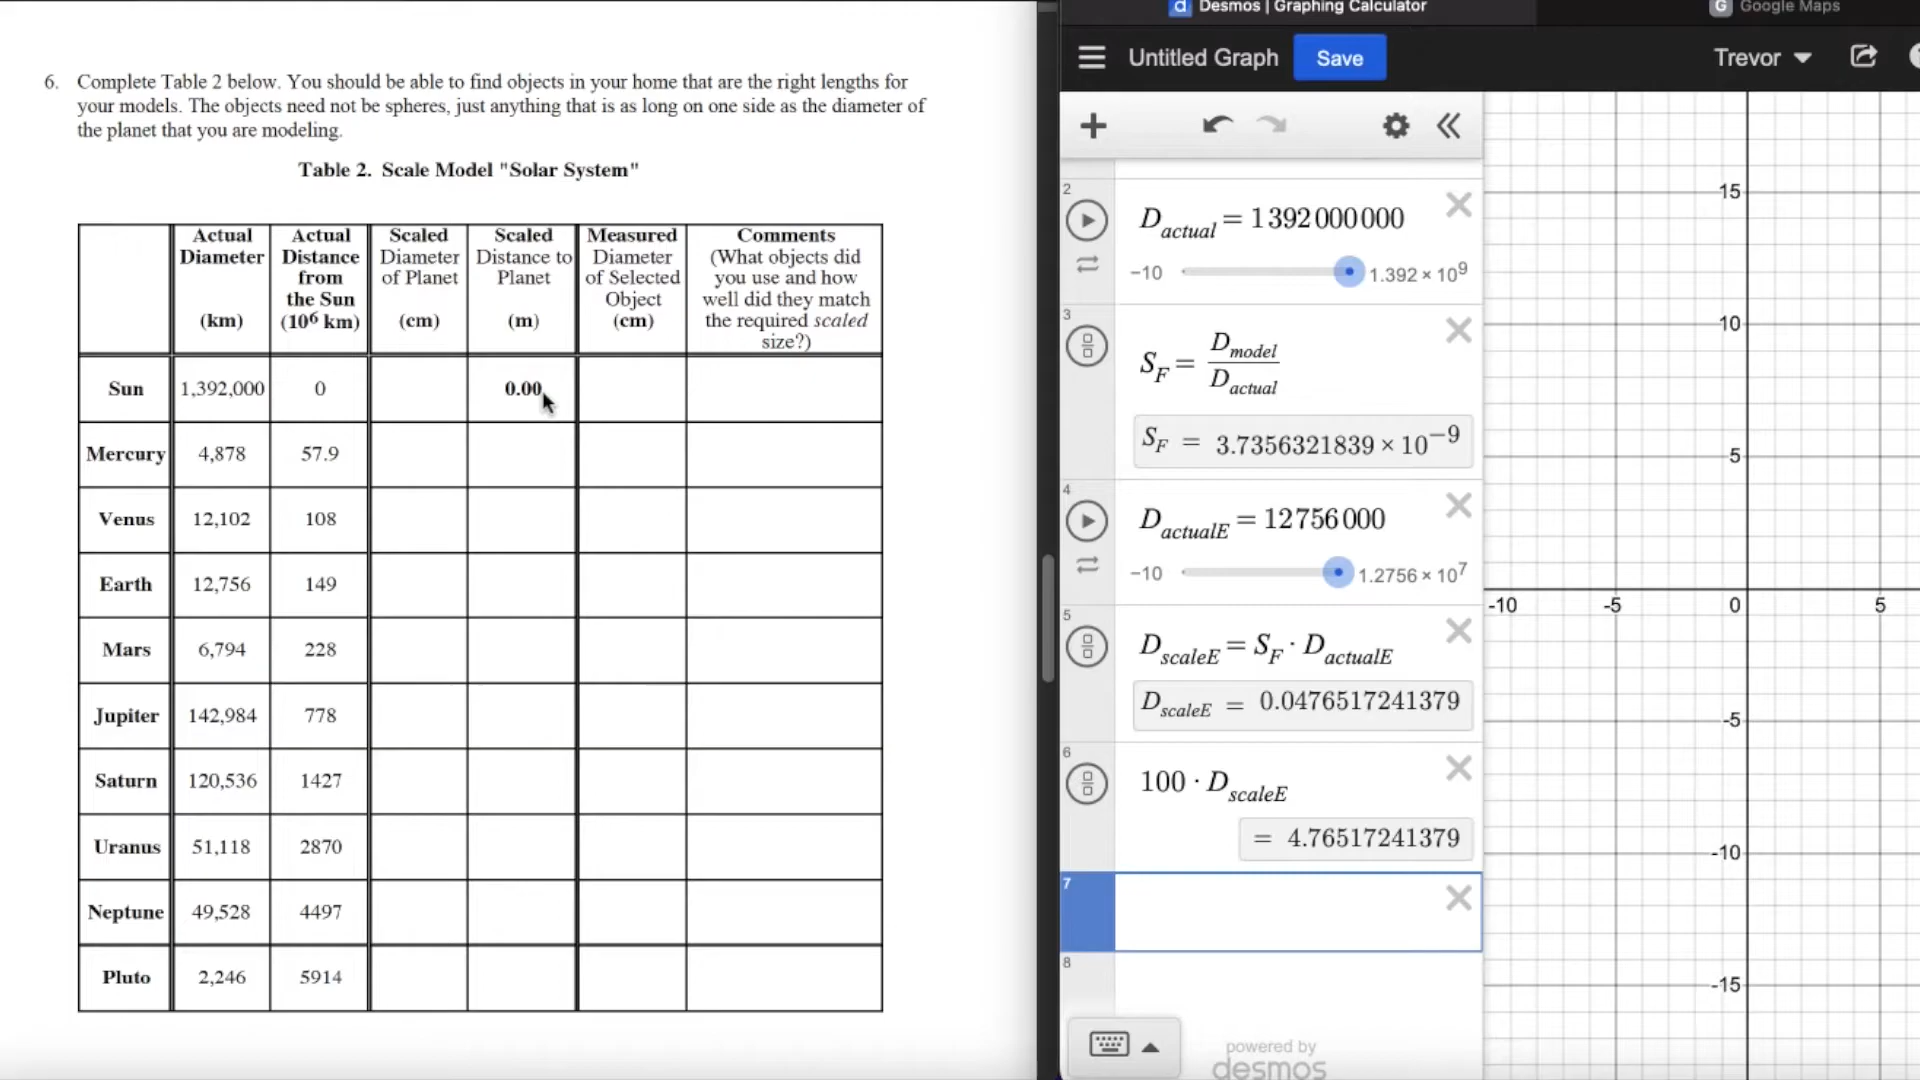 6. Complete Table 2 below. You should be able to find objects in your home that are the right lengths for
your models. The objects need not be spheres, just anything that is as long on one side as the diameter of
the planet that you are modeling.
Table 2. Scale Model "Solar System"
Actual Diameter (km) | Actual Distance from the Sun (10⁶ km) | Scaled Diameter of Planet (cm) | Scaled Distance to Planet (m) | Measured Diameter of Selected Object (cm) | Comments (What objects did you use and how well did they match the required scaled size?)
Sun 1,392,000 0 0.00
Mercury 4,878 57.9
Venus 12,102 108
Earth 12,756 149
Mars 6,794 228
Jupiter 142,984 778
Saturn 120,536 1427
Uranus 51,118 2870
Neptune 49,528 4497
Pluto 2,246 5914
Desmos | Graphing Calculator
Google Maps
Untitled Graph Save Trevor
2
D_actual = 1392000000
-10 1.392 × 10⁹
3
S_F = D_model / D_actual
S_F = 3.7356321839 × 10⁻⁹
4
D_actualE = 12756000
-10 1.2756 × 10⁷
5
D_scaleE = S_F · D_actualE
D_scaleE = 0.0476517241379
6
100 · D_scaleE
= 4.76517241379
7
8
powered by
desmos
15
10
5
-10 -5 0 5
-5
-10
-15